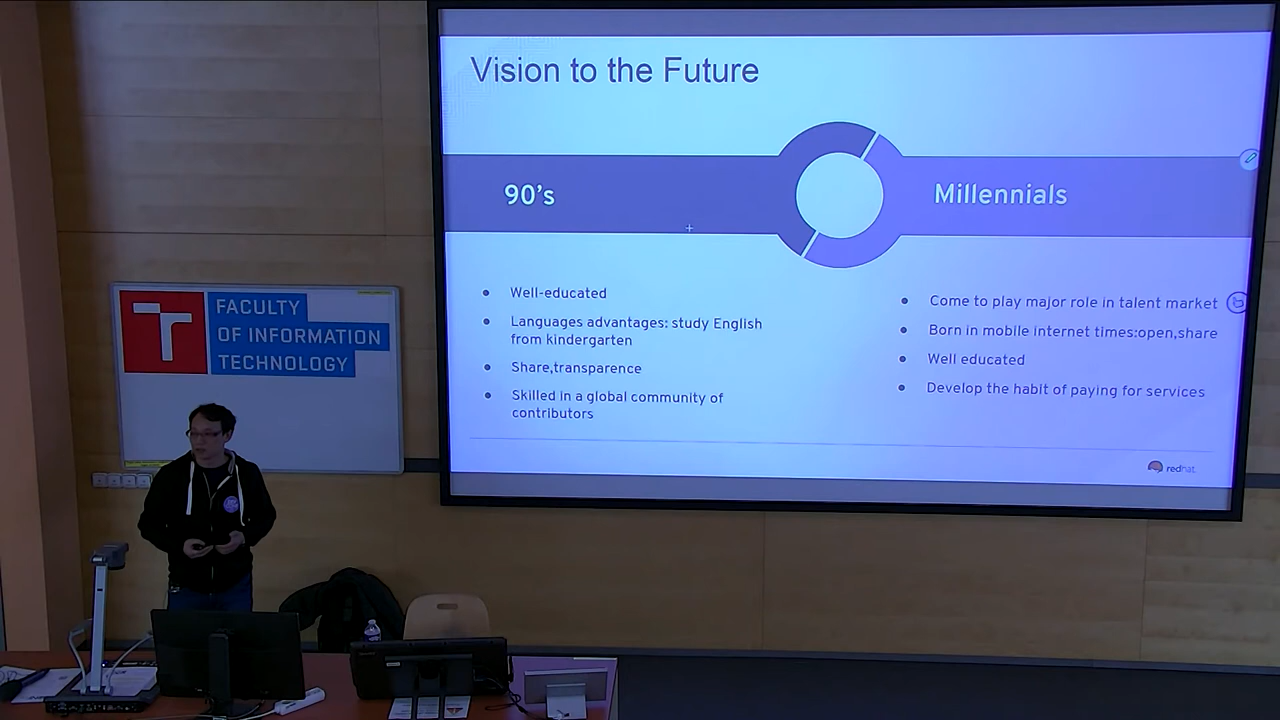 Vision to the Future
90's
Millennials
Well-educated
Languages advantages: study English
from kindergarten
Share,transparence
Skilled in a global community of
contributors
Come to play major role in talent market
Born in mobile internet times:open,share
Well educated
Develop the habit of paying for services
redhat.
FACULTY
OF INFORMATION
TECHNOLOGY